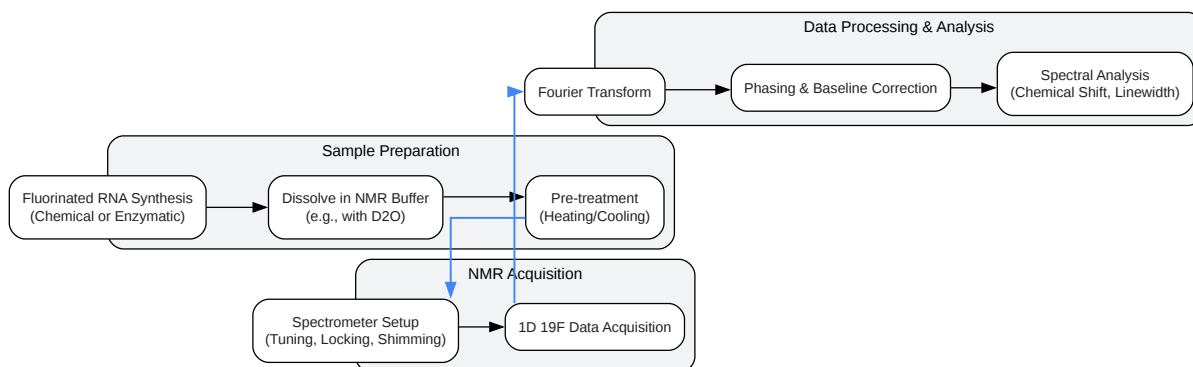 Data Processing & Analysis
Fourier Transform
Phasing & Baseline Correction
Spectral Analysis
(Chemical Shift, Linewidth)
Sample Preparation
Fluorinated RNA Synthesis
(Chemical or Enzymatic)
Dissolve in NMR Buffer
(e.g., with D2O)
Pre-treatment
(Heating/Cooling)
NMR Acquisition
Spectrometer Setup
(Tuning, Locking, Shimming)
1D 19F Data Acquisition